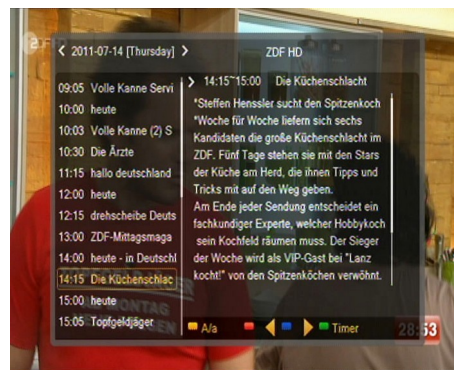 < 2011-07-14 [Thursday] >
ZDF HD
09:05 Volle Kanne Servi
10:00 heute
10:03 Volle Kanne (2) S
10:30 Die Ärzte
11:15 hallo deutschland
12:00 heute
12:15 drehscheibe Deuts
13:00 ZDF-Mittagsmaga
14:00 heute - in Deutschl
14:15 Die Küchenschlac
15:00 heute
15:05 Topfgeldjäger
> 14:15~15:00 Die Küchenschlacht
*Steffen Henssler sucht den Spitzenkoch
*Woche für Woche liefern sich sechs
Kandidaten die große Küchenschlacht im
ZDF. Fünf Tage stehen sie mit den Stars
der Küche am Herd, die ihnen Tipps und
Tricks mit auf den Weg geben.
Am Ende jeder Sendung entscheidet ein
fachkundiger Experte, welcher Hobbykoch
sein Kochfeld räumen muss. Der Sieger
der Woche wird als VIP-Gast bei "Lanz
kocht!" von den Spitzenköchen verwöhnt.
A/a
Timer
MONTAG